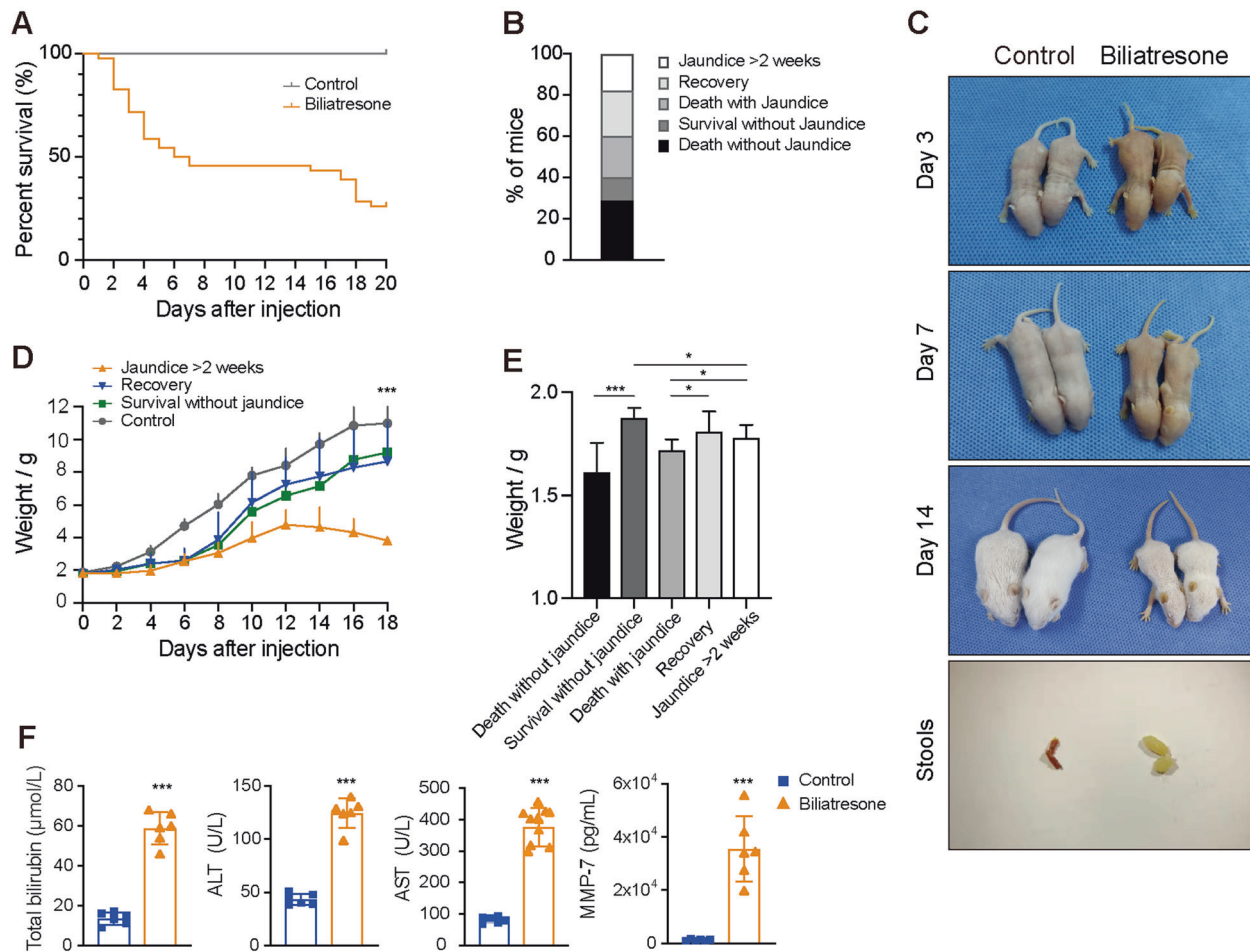 A
Percent survival (%)
100
50
0
Control
Biliatresone
0 2 4 6 8 10 12 14 16 18 20
Days after injection
B
% of mice
100
80
60
40
20
0
Jaundice >2 weeks
Recovery
Death with Jaundice
Survival without Jaundice
Death without Jaundice
C
Control Biliatresone
Day 3
Day 7
Day 14
Stools
D
Jaundice >2 weeks
Recovery
Survival without jaundice
Control
***
Weight / g
12
10
8
6
4
2
0
0 2 4 6 8 10 12 14 16 18
Days after injection
E
*
*
*** *
Weight / g
2.0
1.5
1.0
Death without jaundice
Survival without jaundice
Death with jaundice
Recovery
Jaundice >2 weeks
F
Total bilirubin (μmol/L)
80
60
40
20
0
***
ALT (U/L)
150
100
50
0
***
AST (U/L)
500
400
300
200
100
0
***
MMP-7 (pg/mL)
6×10⁴
4×10⁴
2×10⁴
0
***
Control
Biliatresone